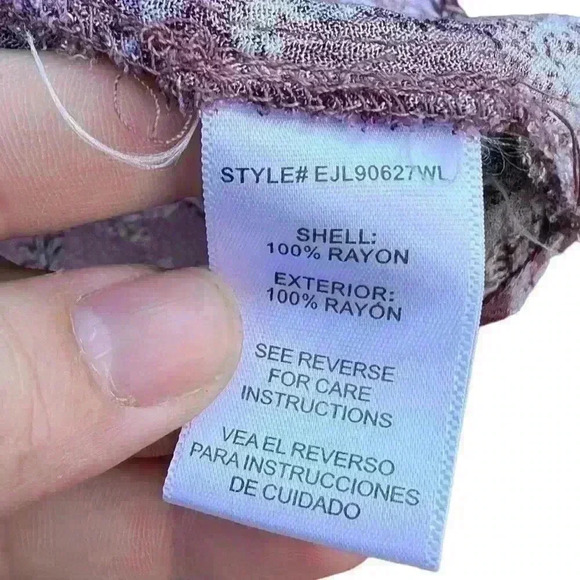 STYLE# EJL90627WL
SHELL:
100% RAYON
EXTERIOR:
100% RAYÓN
SEE REVERSE
FOR CARE
INSTRUCTIONS
VEA EL REVERSO
PARA INSTRUCCIONES
DE CUIDADO